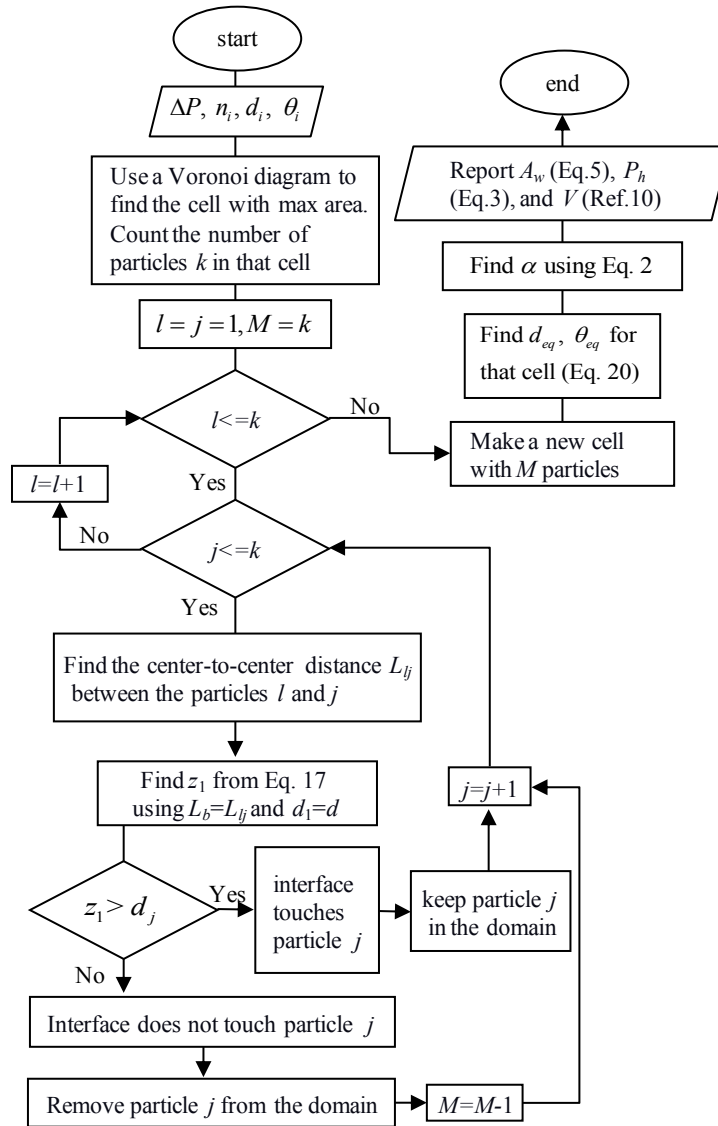 start
ΔP, n_i, d_i, θ_i
Use a Voronoi diagram to
find the cell with max area.
Count the number of
particles k in that cell
l = j = 1, M = k
l<=k
No
Yes
l=l+1
No
j<=k
Yes
Find the center-to-center distance L_lj
between the particles l and j
Find z_1 from Eq. 17
using L_b=L_lj and d_1=d
z_1 > d_j
Yes
interface
touches
particle j
keep particle j
in the domain
j=j+1
No
Interface does not touch particle j
Remove particle j from the domain
M=M-1
Make a new cell
with M particles
Find d_eq, θ_eq for
that cell (Eq. 20)
Find α using Eq. 2
Report A_w (Eq.5), P_h
(Eq.3), and V (Ref.10)
end